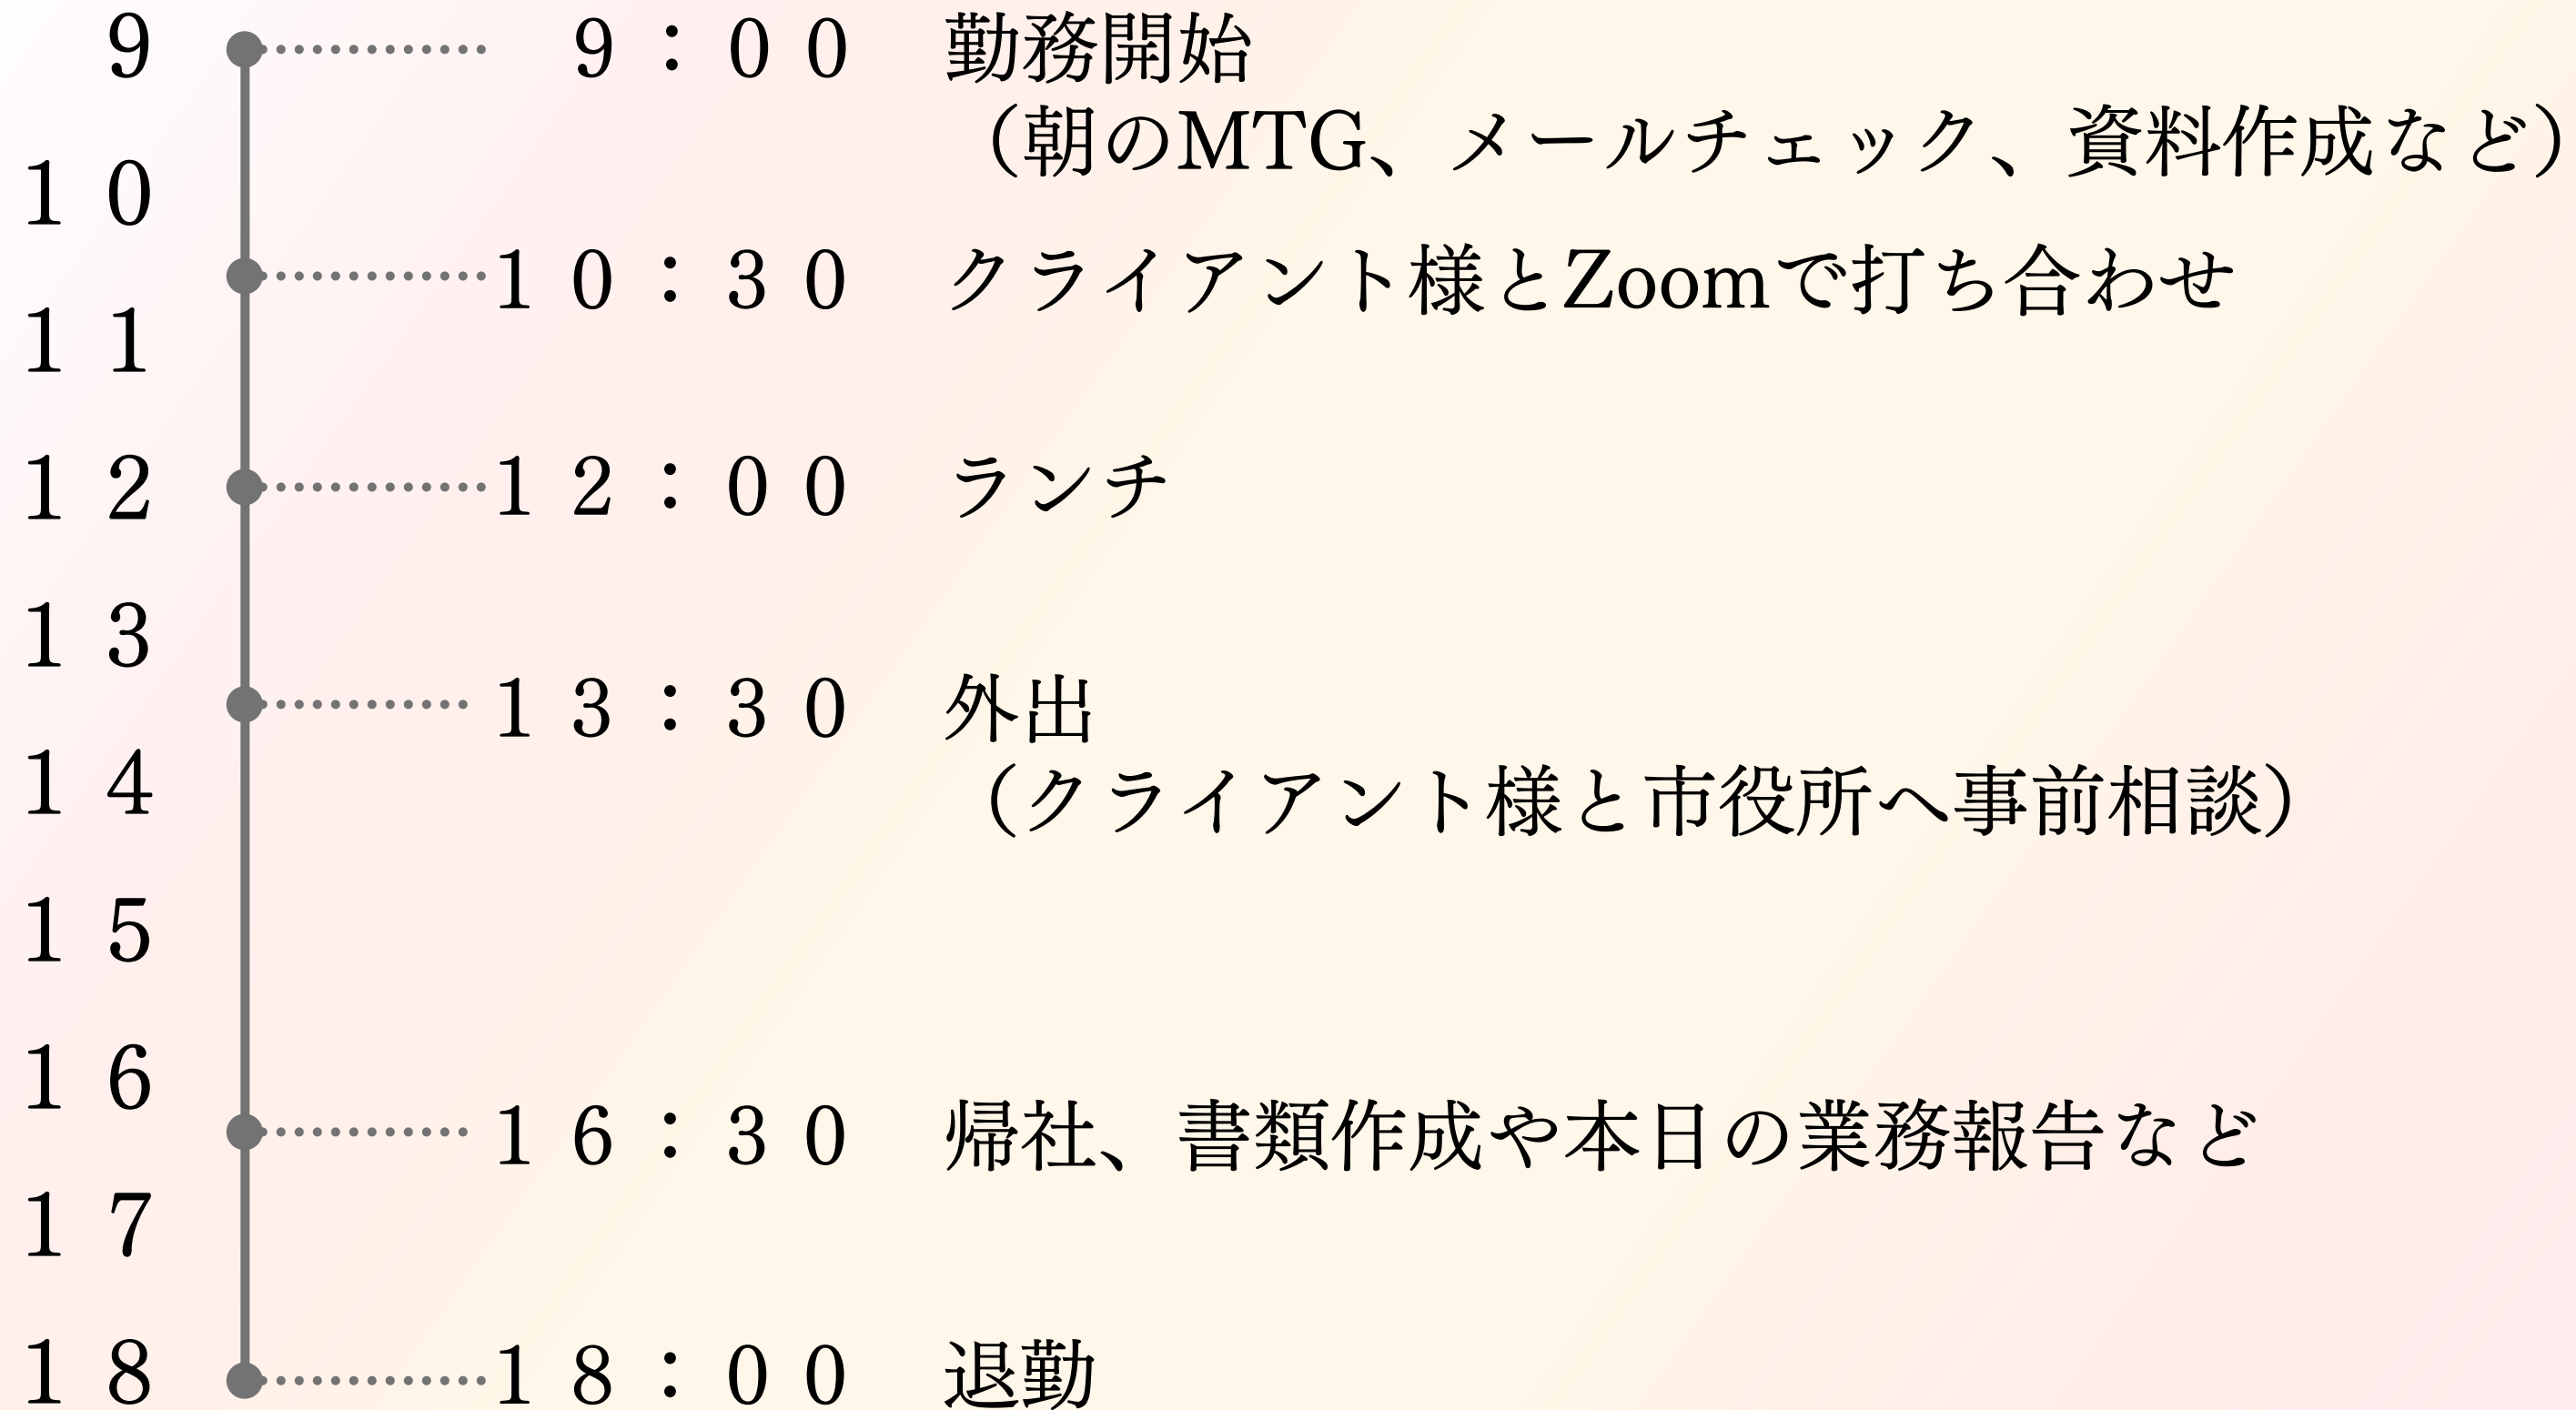 9
１０
１１
１２
１３
１４
１５
１６
１７
１８
9：００　勤務開始
（朝のMTG、メールチェック、資料作成など）
１０：３０　クライアント様とZoomで打ち合わせ
１２：００　ランチ
１３：３０　外出
（クライアント様と市役所へ事前相談）
１６：３０　帰社、書類作成や本日の業務報告など
１８：００　退勤